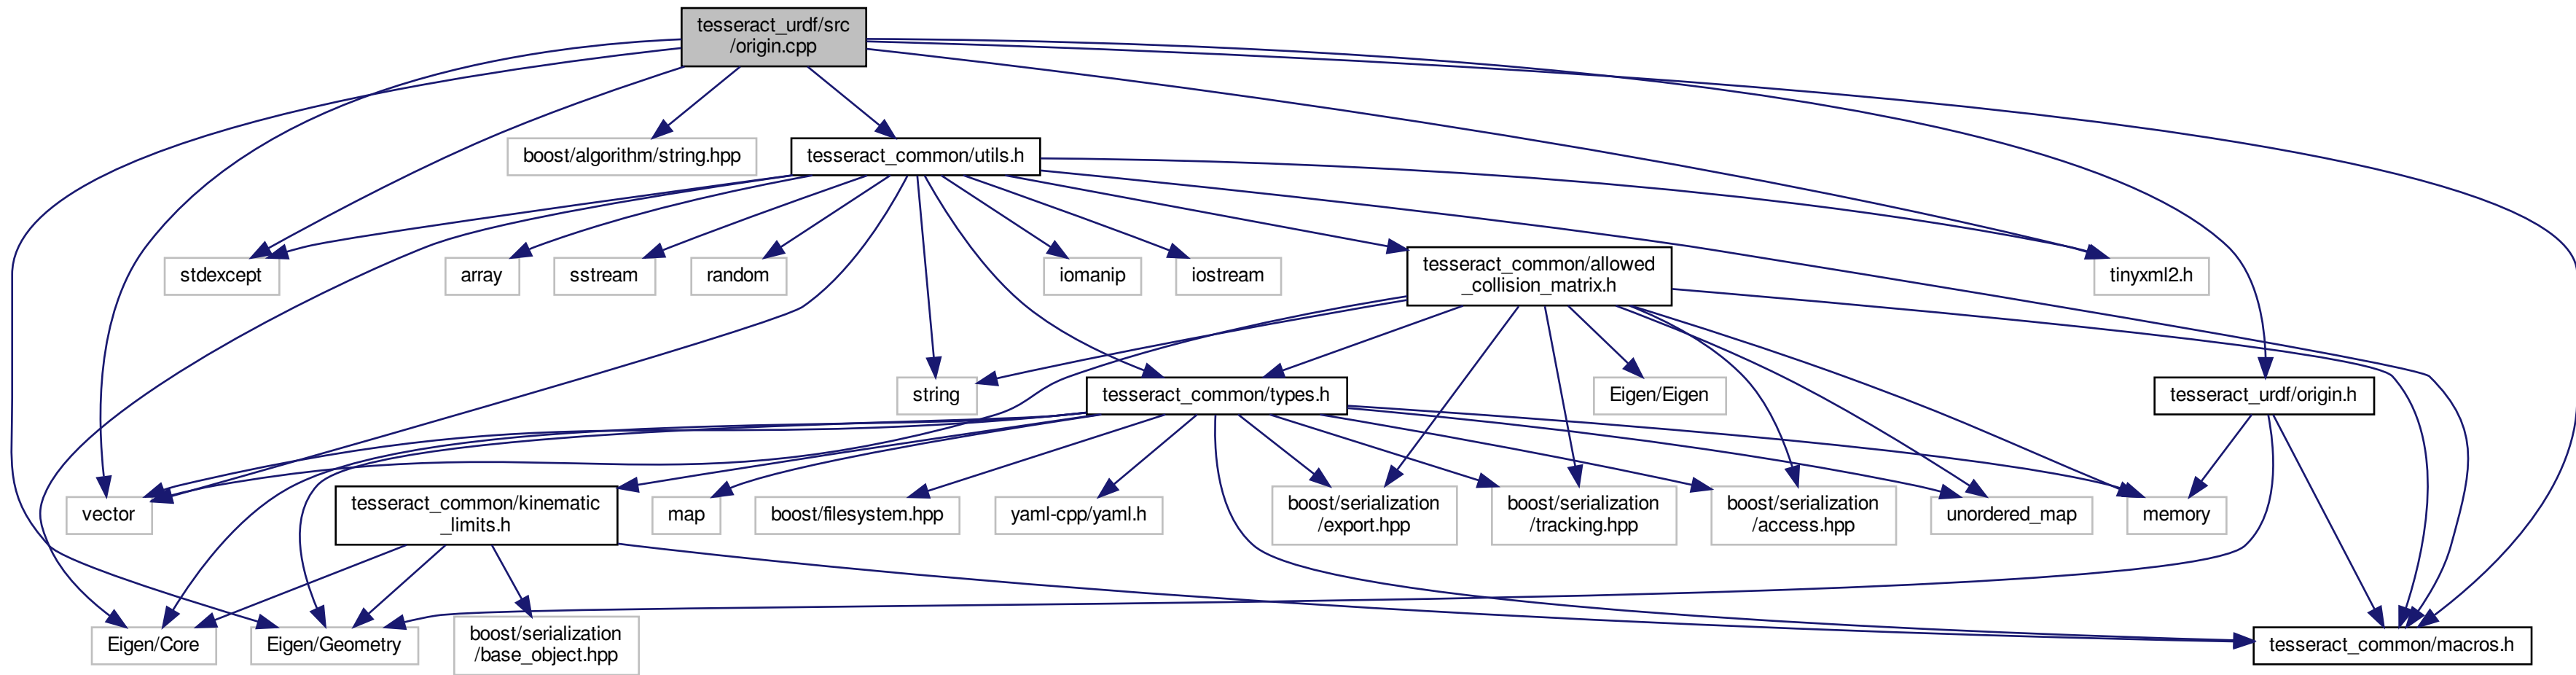 tesseract_urdf/src
/origin.cpp
boost/algorithm/string.hpp
tesseract_common/utils.h
stdexcept
array
sstream
random
iomanip
iostream
tesseract_common/allowed
_collision_matrix.h
tinyxml2.h
string
tesseract_common/types.h
Eigen/Eigen
tesseract_urdf/origin.h
vector
tesseract_common/kinematic
_limits.h
map
boost/filesystem.hpp
yaml-cpp/yaml.h
boost/serialization
/export.hpp
boost/serialization
/tracking.hpp
boost/serialization
/access.hpp
unordered_map
memory
Eigen/Core
Eigen/Geometry
boost/serialization
/base_object.hpp
tesseract_common/macros.h